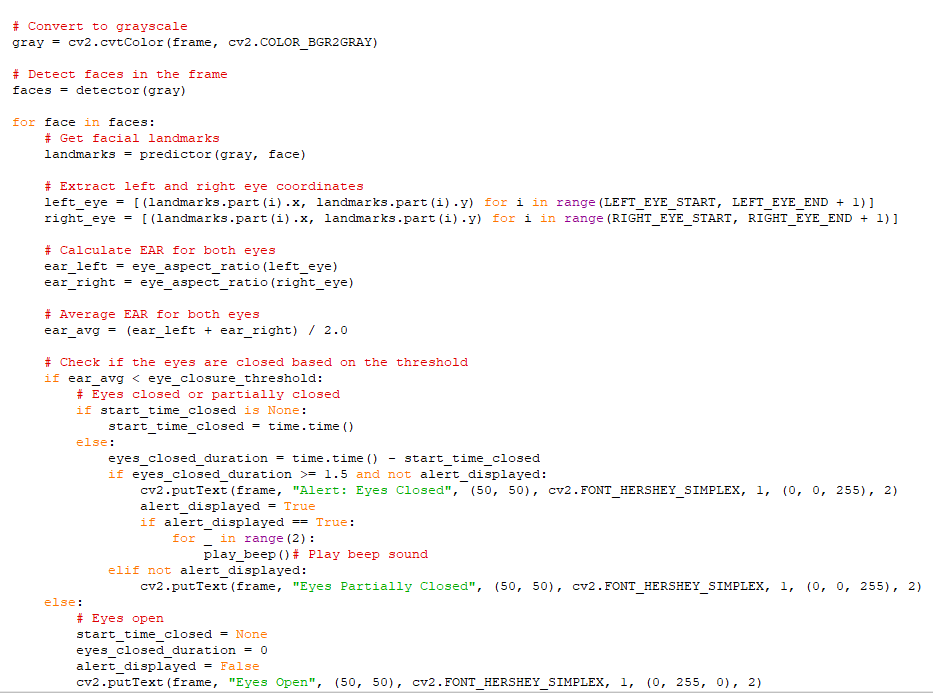 # Convert to grayscale
gray = cv2.cvtColor(frame, cv2.COLOR_BGR2GRAY)
# Detect faces in the frame
faces = detector(gray)
for face in faces:
# Get facial landmarks
landmarks = predictor(gray, face)
# Extract left and right eye coordinates
left_eye = [(landmarks.part(i).x, landmarks.part(i).y) for i in range(LEFT_EYE_START, LEFT_EYE_END + 1)]
right_eye = [(landmarks.part(i).x, landmarks.part(i).y) for i in range(RIGHT_EYE_START, RIGHT_EYE_END + 1)]
# Calculate EAR for both eyes
ear_left = eye_aspect_ratio(left_eye)
ear_right = eye_aspect_ratio(right_eye)
# Average EAR for both eyes
ear_avg = (ear_left + ear_right) / 2.0
# Check if the eyes are closed based on the threshold
if ear_avg < eye_closure_threshold:
# Eyes closed or partially closed
if start_time_closed is None:
start_time_closed = time.time()
else:
eyes_closed_duration = time.time() - start_time_closed
if eyes_closed_duration >= 1.5 and not alert_displayed:
cv2.putText(frame, "Alert: Eyes Closed", (50, 50), cv2.FONT_HERSHEY_SIMPLEX, 1, (0, 0, 255), 2)
alert_displayed = True
if alert_displayed == True:
for _ in range(2):
play_beep()# Play beep sound
elif not alert_displayed:
cv2.putText(frame, "Eyes Partially Closed", (50, 50), cv2.FONT_HERSHEY_SIMPLEX, 1, (0, 0, 255), 2)
else:
# Eyes open
start_time_closed = None
eyes_closed_duration = 0
alert_displayed = False
cv2.putText(frame, "Eyes Open", (50, 50), cv2.FONT_HERSHEY_SIMPLEX, 1, (0, 255, 0), 2)